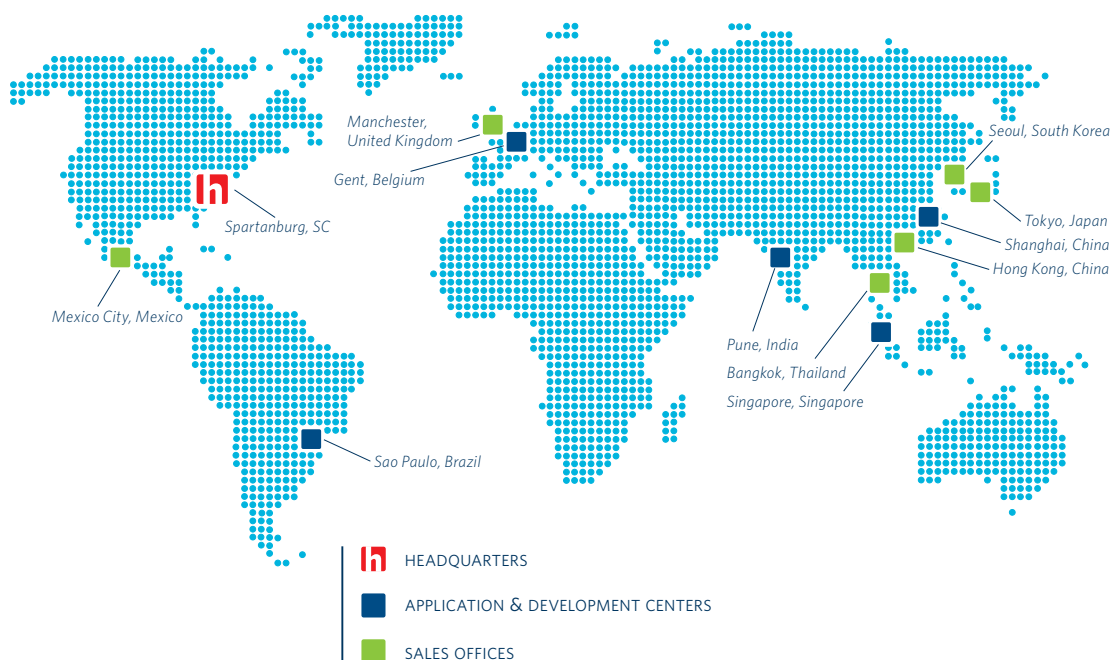 Manchester,
United Kingdom
Gent, Belgium
Seoul, South Korea
h
Spartanburg, SC
Tokyo, Japan
Shanghai, China
Hong Kong, China
Mexico City, Mexico
Pune, India
Bangkok, Thailand
Singapore, Singapore
Sao Paulo, Brazil
h HEADQUARTERS
APPLICATION & DEVELOPMENT CENTERS
SALES OFFICES